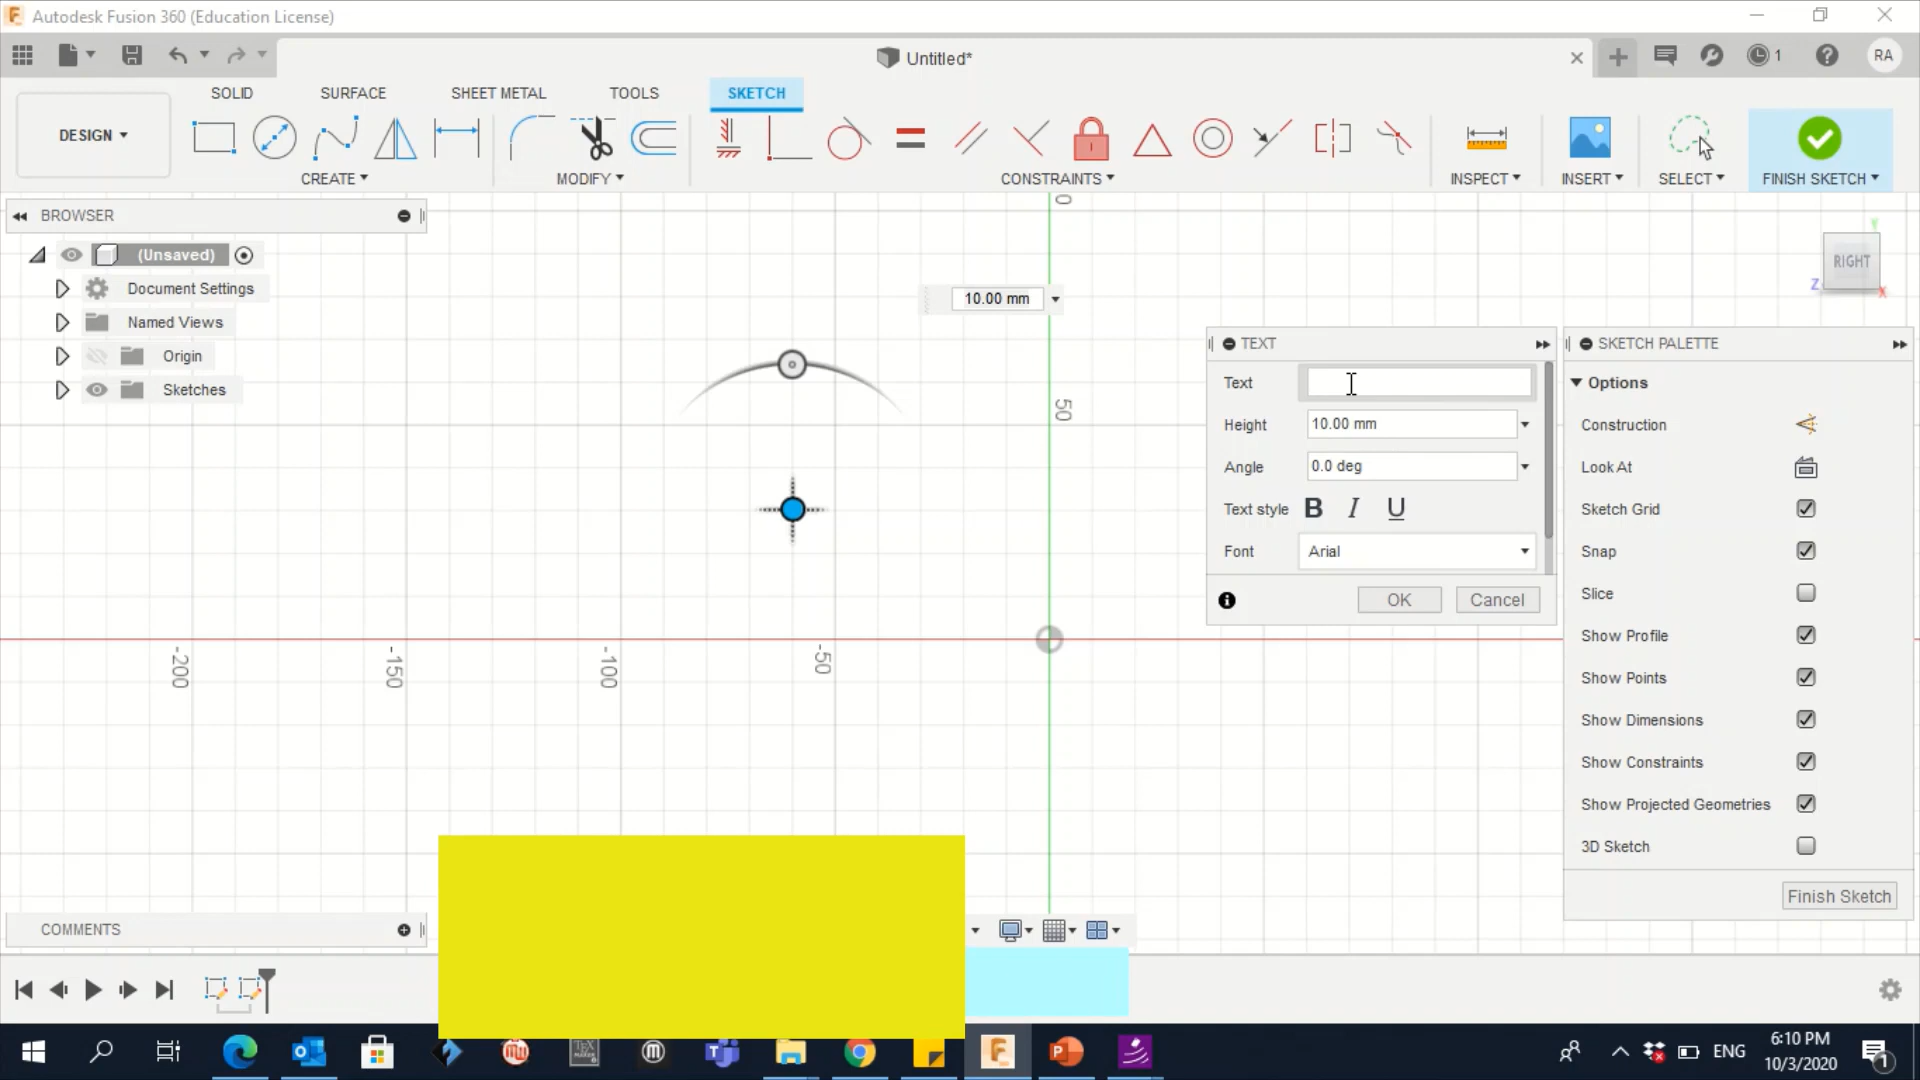 Autodesk Fusion 360 (Education License)
Untitled*
1
RA
SOLID
SURFACE
SHEET METAL
TOOLS
SKETCH
DESIGN
CREATE
MODIFY
CONSTRAINTS
INSPECT
INSERT
SELECT
FINISH SKETCH
BROWSER
(Unsaved)
Document Settings
Named Views
Origin
Sketches
10.00 mm
0
50
-200
-150
-100
-50
RIGHT
Y
Z
X
TEXT
Text
Height
10.00 mm
Angle
0.0 deg
Text style
B I U
Font
Arial
OK
Cancel
SKETCH PALETTE
Options
Construction
Look At
Sketch Grid
Snap
Slice
Show Profile
Show Points
Show Dimensions
Show Constraints
Show Projected Geometries
3D Sketch
Finish Sketch
COMMENTS
ENG
6:10 PM
10/3/2020
1